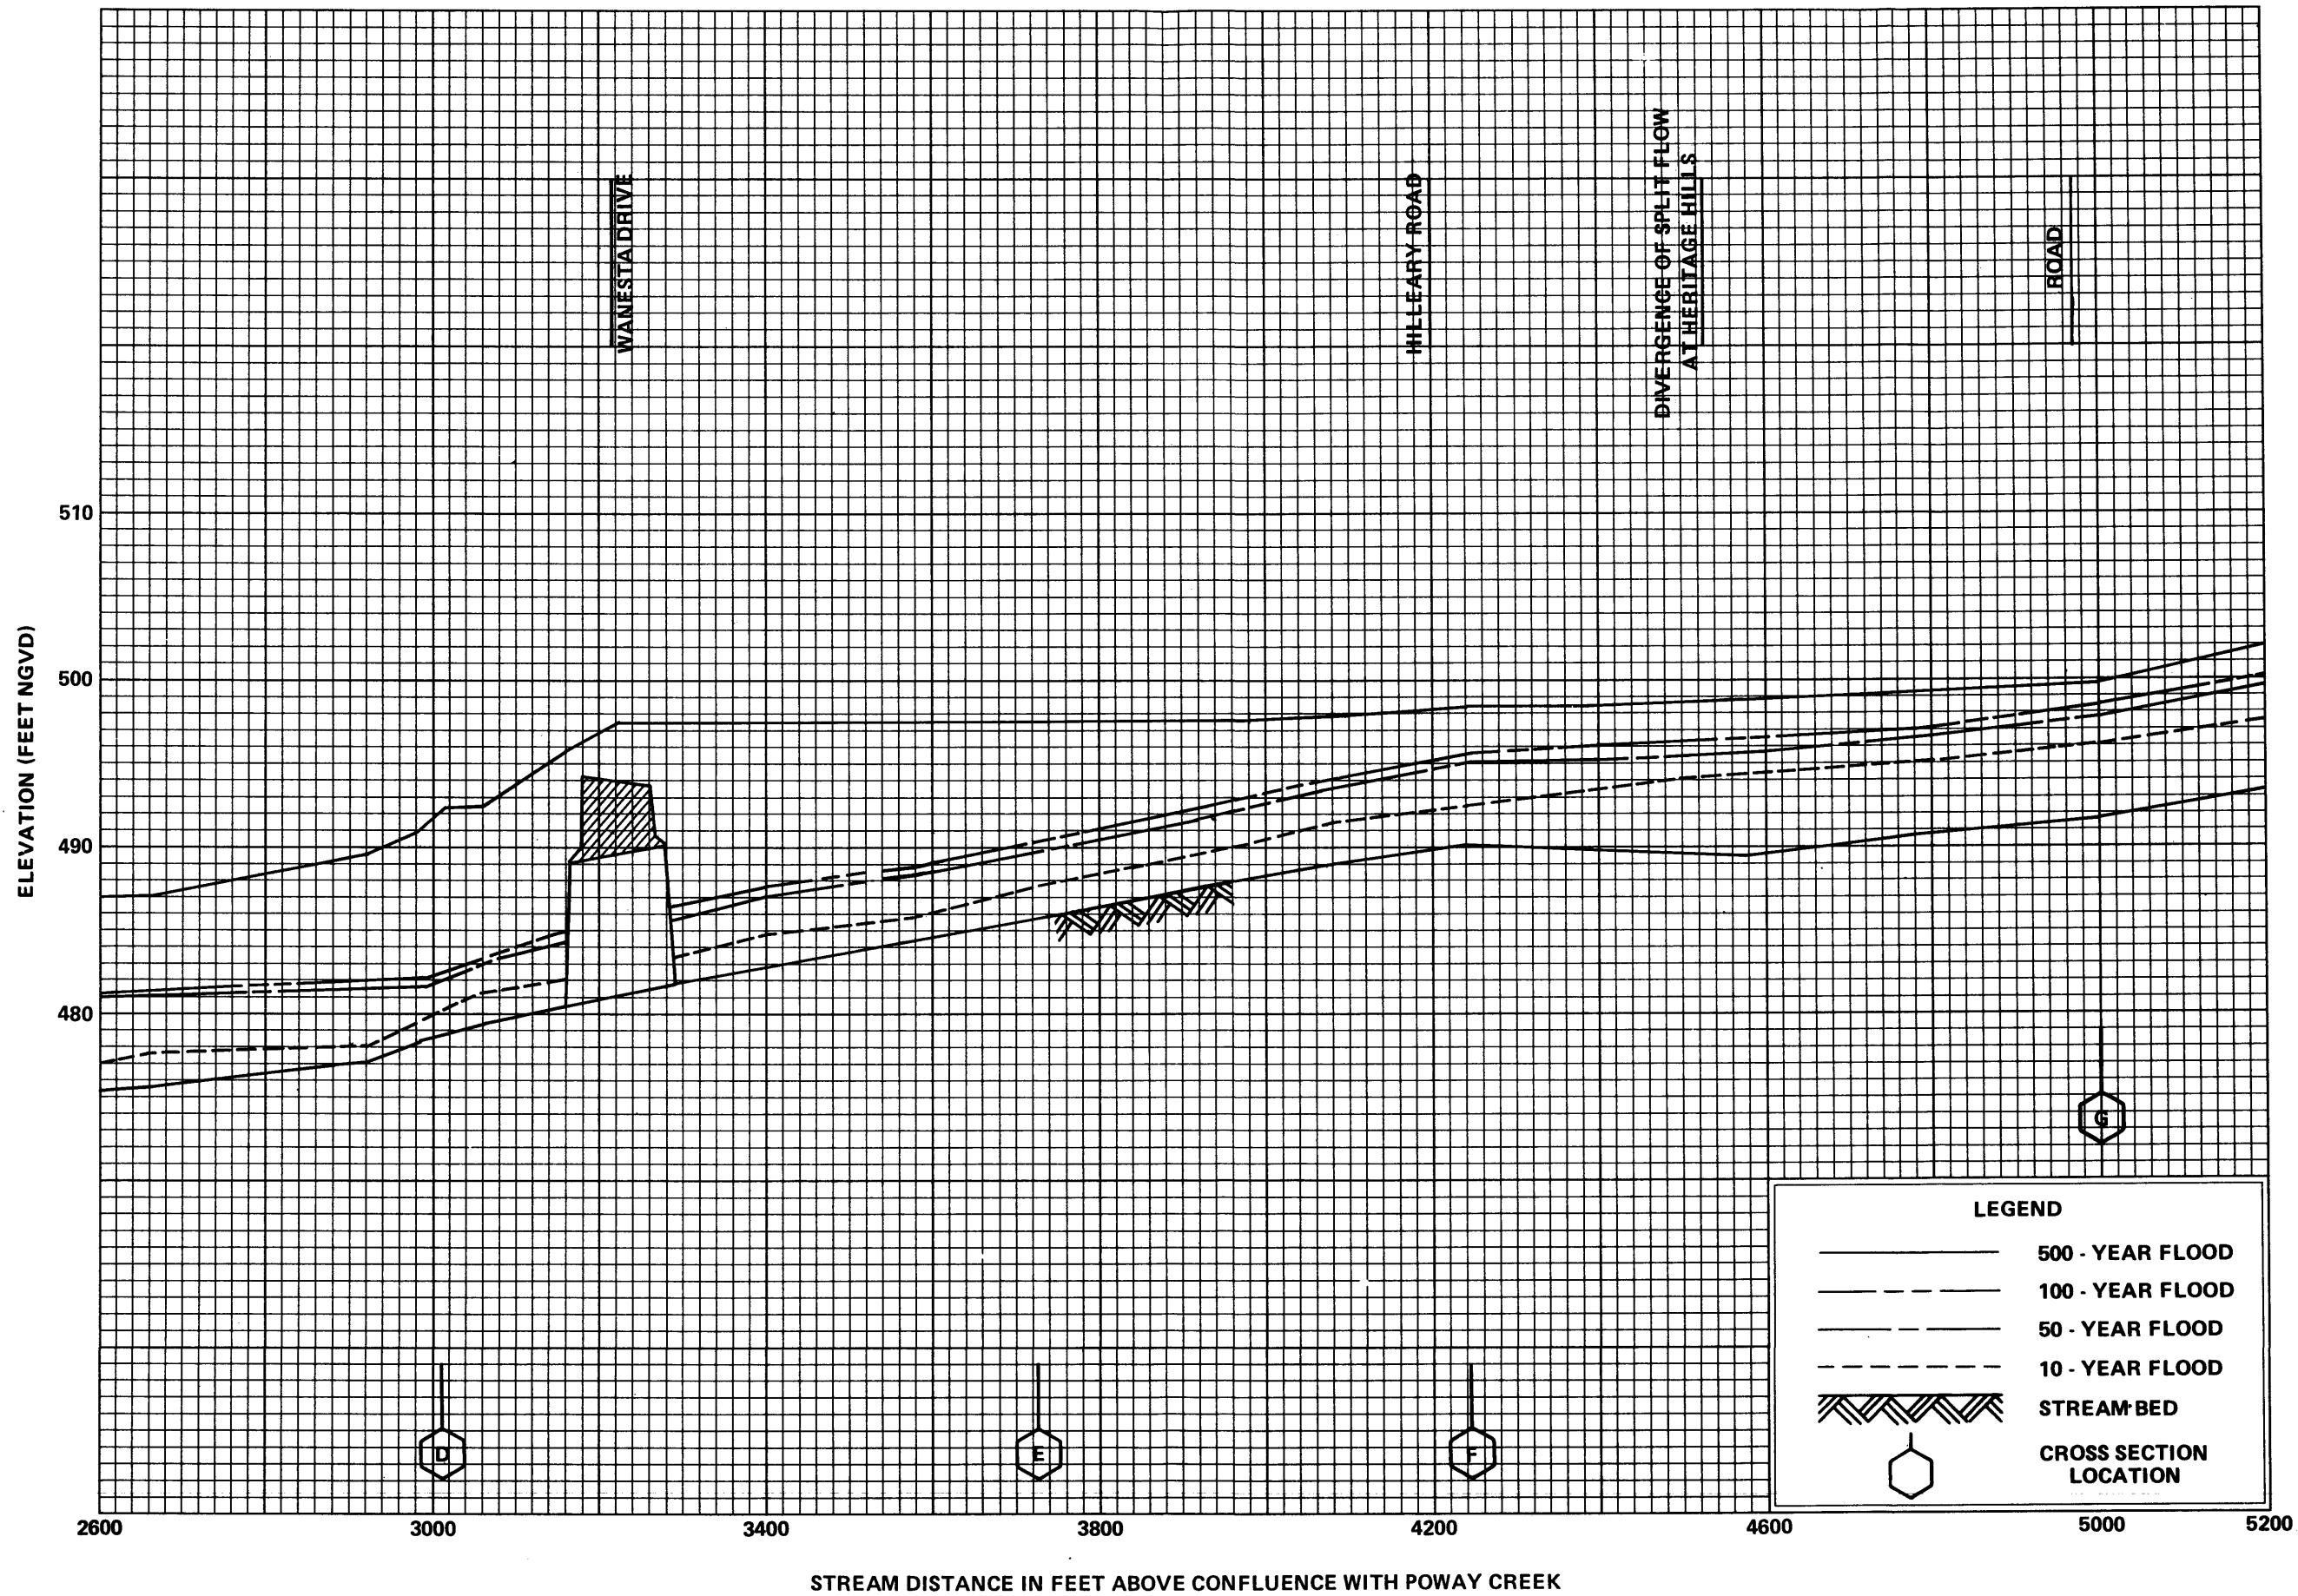 WANESTA DRIVE
HILLEARY ROAD
DIVERGENCE OF SPLIT FLOW
AT HERITAGE HILLS
ROAD
ELEVATION (FEET NGVD)
510
500
490
480
G
D
E
F
LEGEND
500 - YEAR FLOOD
100 - YEAR FLOOD
50 - YEAR FLOOD
10 - YEAR FLOOD
STREAM BED
CROSS SECTION
LOCATION
2600
3000
3400
3800
4200
4600
5000
5200
STREAM DISTANCE IN FEET ABOVE CONFLUENCE WITH POWAY CREEK